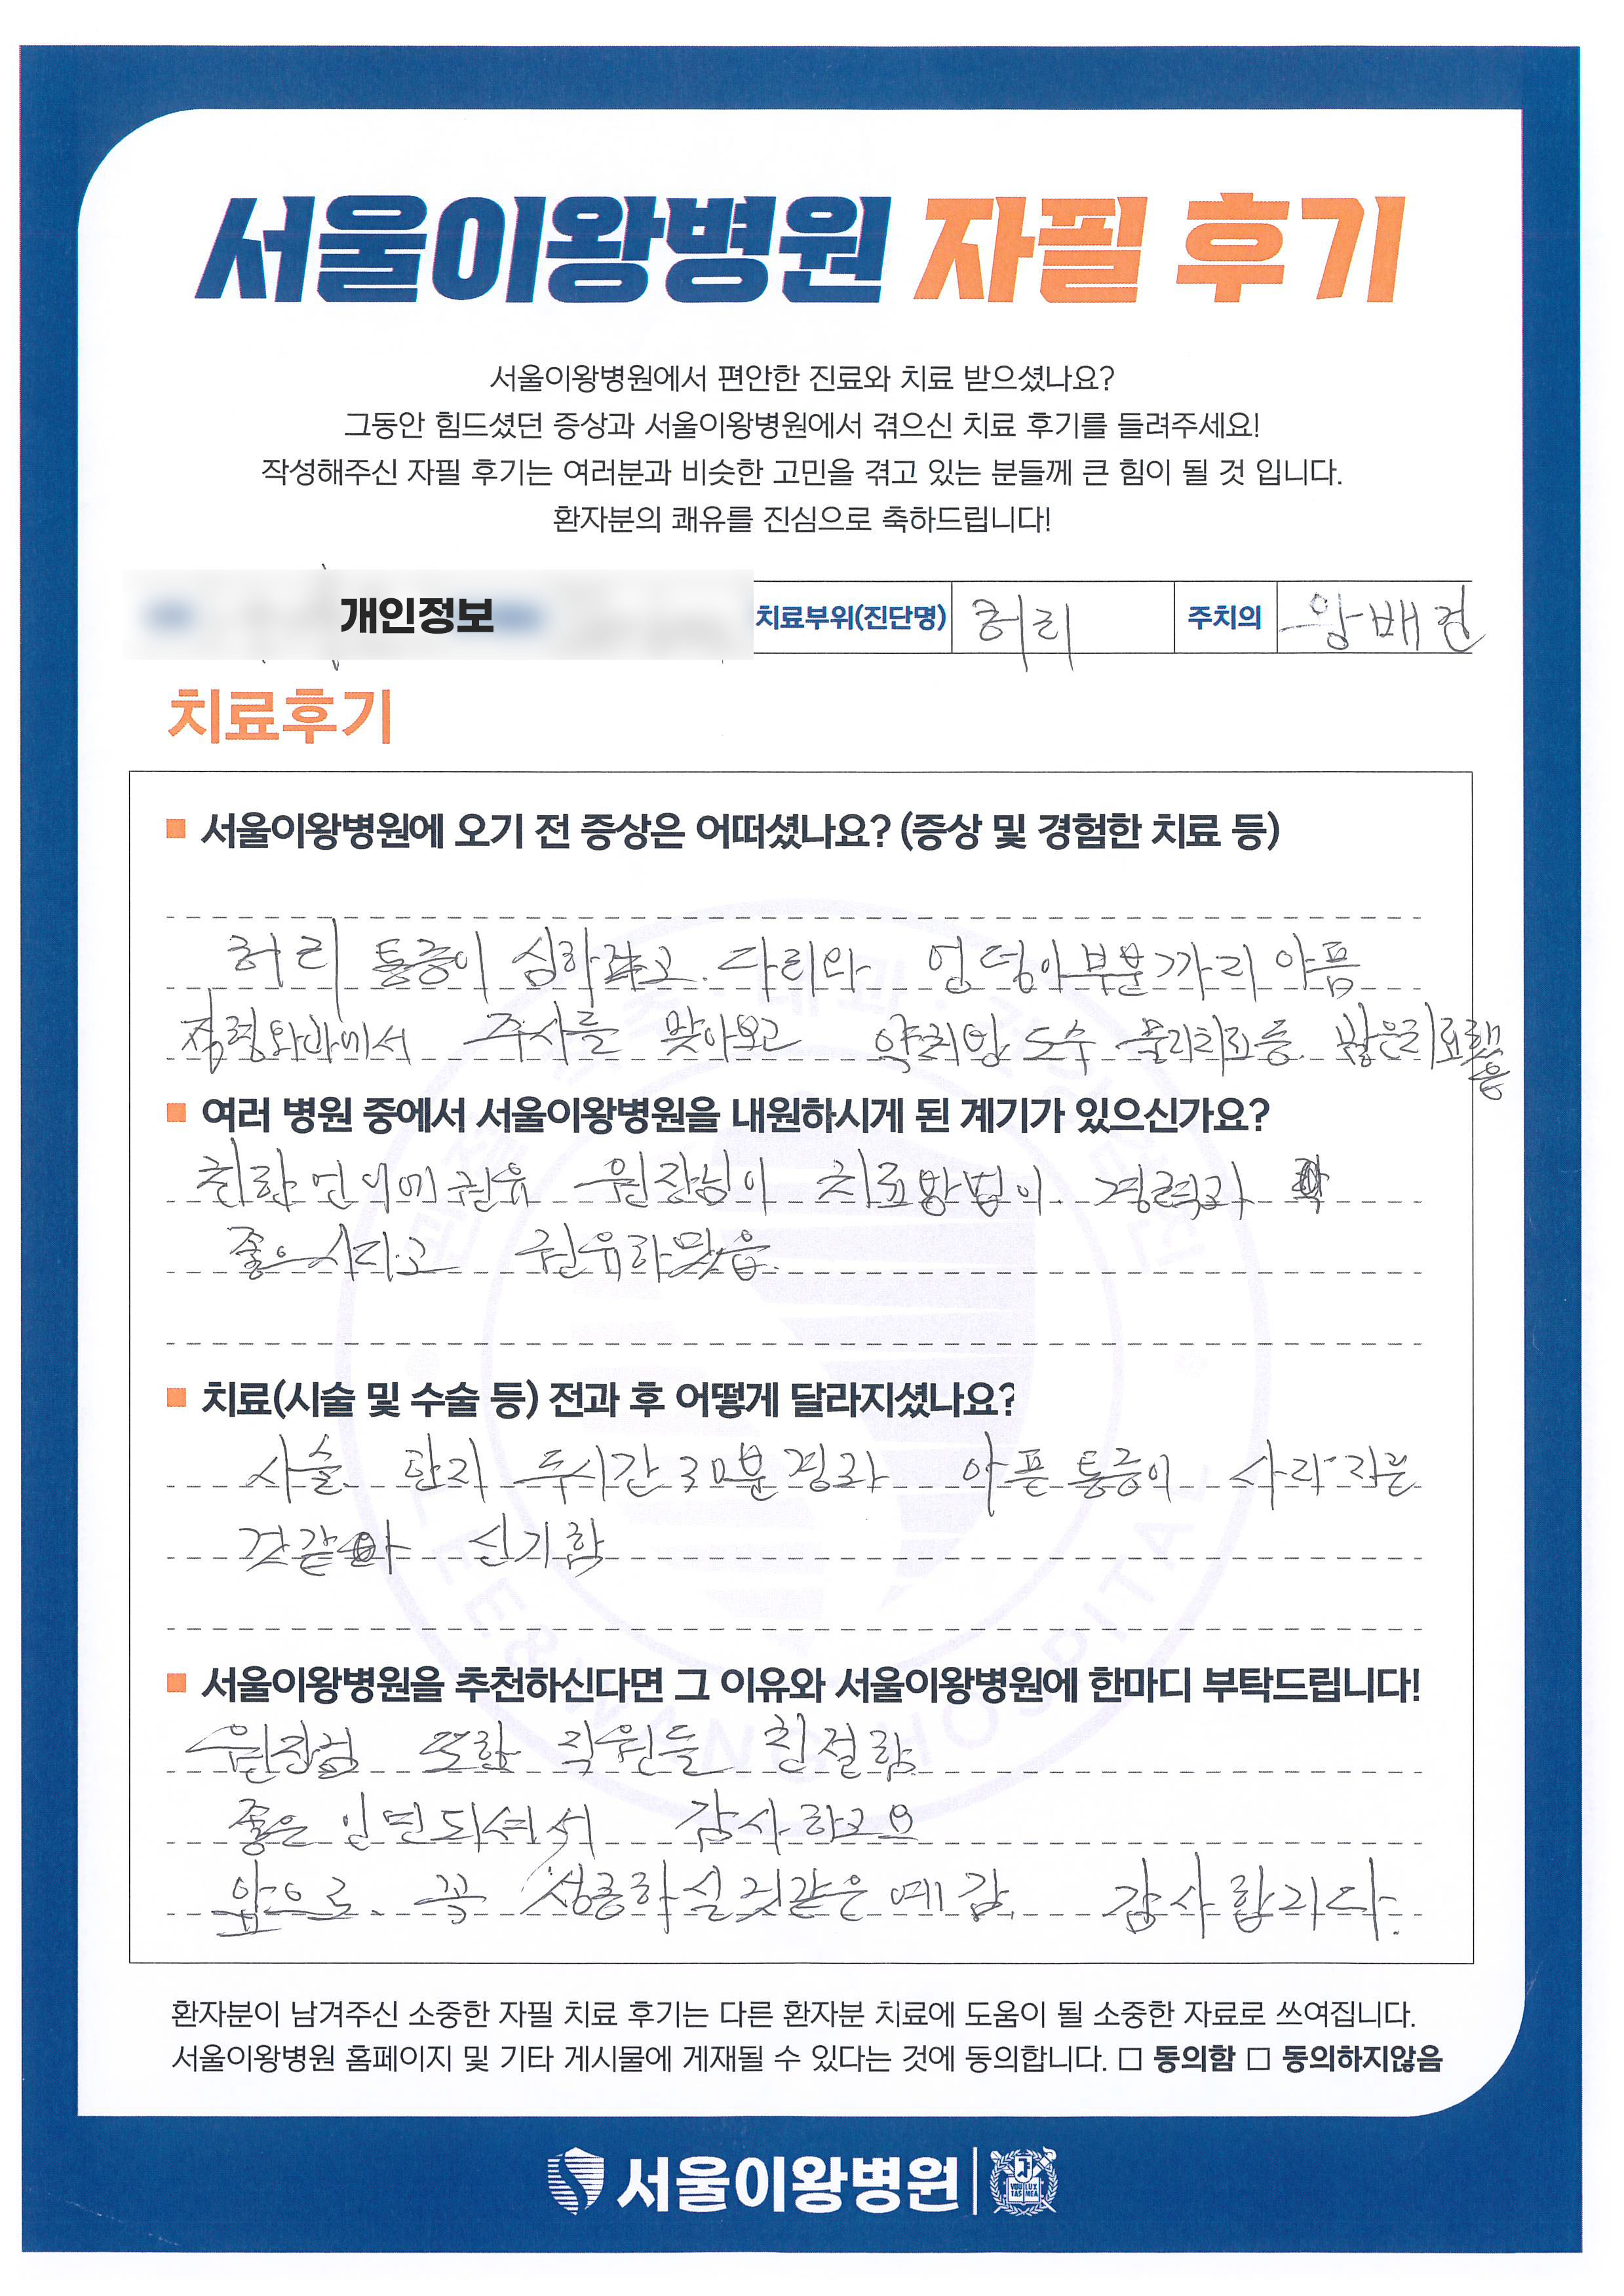 서울이왕병원 자필 후기
서울이왕병원에서 편안한 진료와 치료 받으셨나요?
그동안 힘드셨던 증상과 서울이왕병원에서 겪으신 치료 후기를 들려주세요!
작성해주신 자필 후기는 여러분과 비슷한 고민을 겪고 있는 분들께 큰 힘이 될 것 입니다.
환자분의 쾌유를 진심으로 축하드립니다!
개인정보 치료부위(진단명) 허리 주치의 왕배건
치료후기
서울이왕병원에 오기 전 증상은 어떠셨나요? (증상 및 경험한 치료 등)
허리 통증이 심하고 다리와 엉덩이부분까지 아픔
정형외과에서 주사를 맞아보고 약처방 도수 물리치료등 많은치료했음
여러 병원 중에서 서울이왕병원을 내원하시게 된 계기가 있으신가요?
친한 언니에 권유 원장님이 치료방법이 경력과
좋으시다고 권유하였음.
치료(시술 및 수술 등) 전과 후 어떻게 달라지셨나요?
시술 한지 두시간 30분 경과 아픈 통증이 사라지는
것같아 신기함
서울이왕병원을 추천하신다면 그 이유와 서울이왕병원에 한마디 부탁드립니다!
원장님 또한 직원들 친절함
좋은 인연되셔서 감사하고요
앞으로 꼭 성공하실것같은 예감. 감사합니다.
환자분이 남겨주신 소중한 자필 치료 후기는 다른 환자분 치료에 도움이 될 소중한 자료로 쓰여집니다.
서울이왕병원 홈페이지 및 기타 게시물에 게재될 수 있다는 것에 동의합니다. □ 동의함 □ 동의하지않음
서울이왕병원